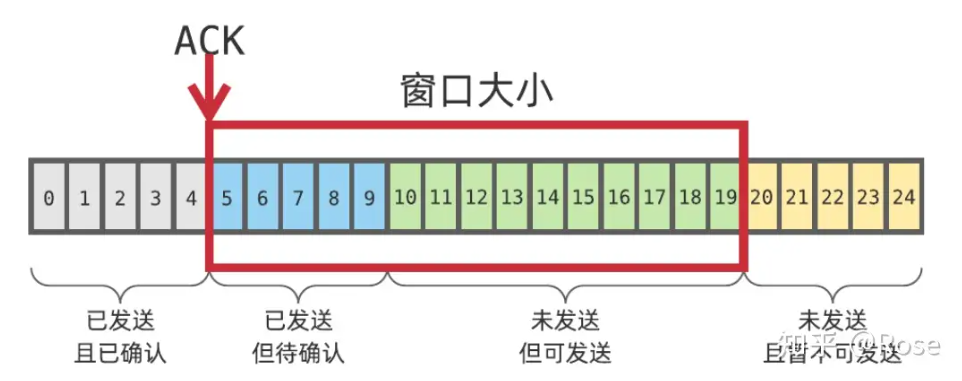 ACK
窗口大小
0 1 2 3 4 5 6 7 8 9 10 11 12 13 14 15 16 17 18 19 20 21 22 23 24
已发送 已发送 未发送 未发送
且已确认 但待确认 但可发送 且暂不可发送
知乎 @Rose